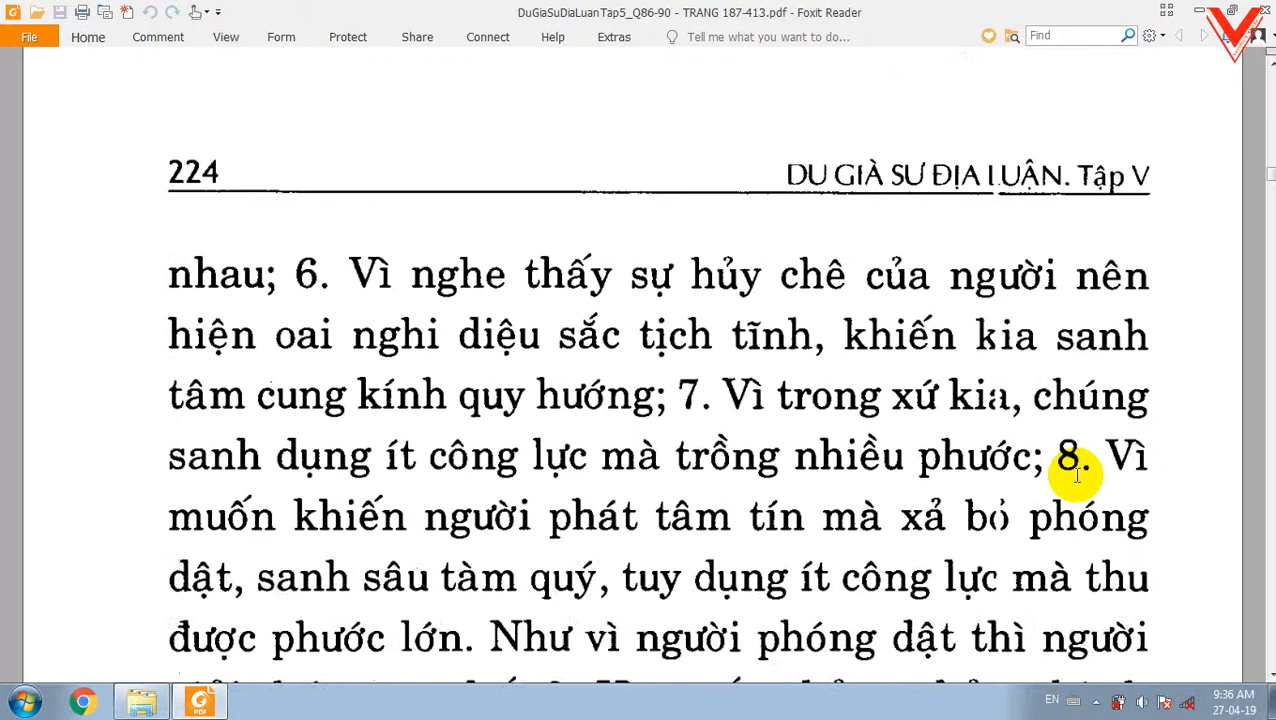 DuGiaSuDiaLuanTap5_Q86-90 - TRANG 187-413.pdf - Foxit Reader
File Home Comment View Form Protect Share Connect Help Extras Tell me what you want to do... Find
224 DU GIÀ SƯ ĐỊA LUẬN. Tập V
nhau; 6. Vì nghe thấy sự hủy chê của người nên
hiện oai nghi diệu sắc tịch tĩnh, khiến kia sanh
tâm cung kính quy hướng; 7. Vì trong xứ kia, chúng
sanh dụng ít công lực mà trồng nhiều phước; 8. Vì
muốn khiến người phát tâm tín mà xả bỏ phóng
dật, sanh sâu tàm quý, tuy dụng ít công lực mà thu
được phước lớn. Như vì người phóng dật thì người
EN 9:36 AM
27-04-19